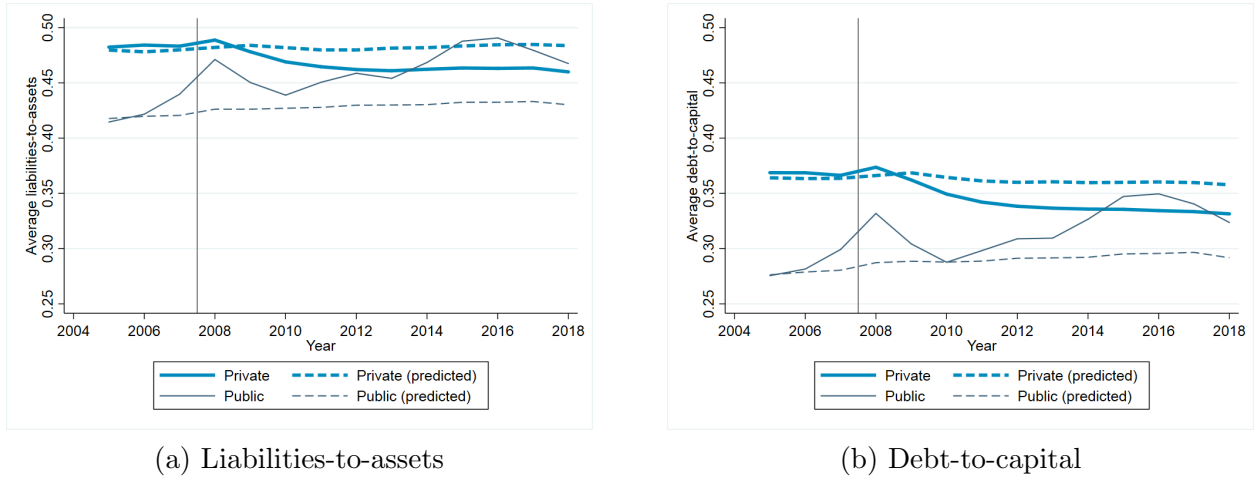 Average liabilities-to-assets
0.50
0.45
0.40
0.35
0.30
0.25
2004 2006 2008 2010 2012 2014 2016 2018
Year
Private Private (predicted)
Public Public (predicted)
(a) Liabilities-to-assets
Average debt-to-capital
0.50
0.45
0.40
0.35
0.30
0.25
2004 2006 2008 2010 2012 2014 2016 2018
Year
Private Private (predicted)
Public Public (predicted)
(b) Debt-to-capital